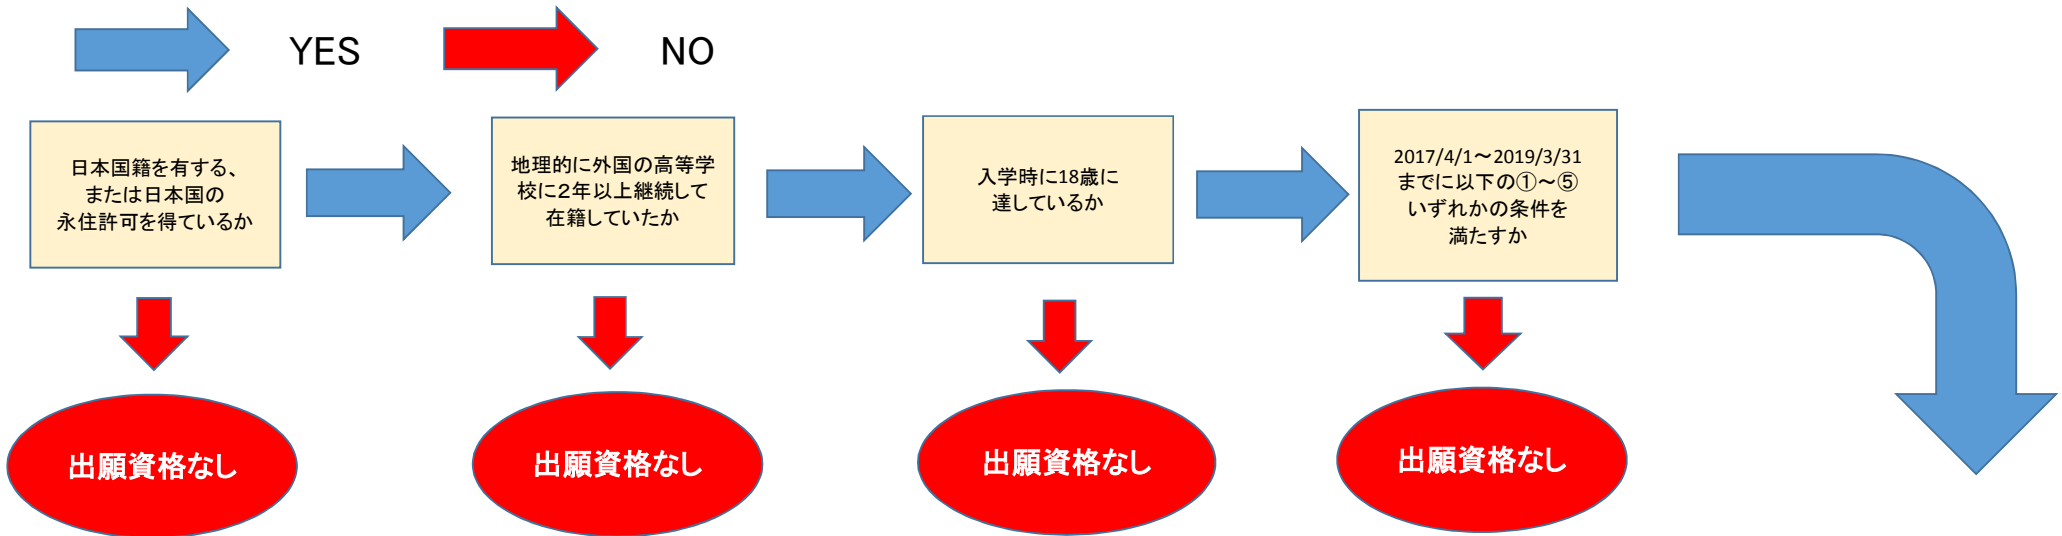 YES
NO
日本国籍を有する、
または日本国の
永住許可を得ているか
地理的に外国の高等学
校に2年以上継続して
在籍していたか
入学時に18歳に
達しているか
2017/4/1～2019/3/31
までに以下の①～⑤
いずれかの条件を
満たすか
出願資格なし
出願資格なし
出願資格なし
出願資格なし